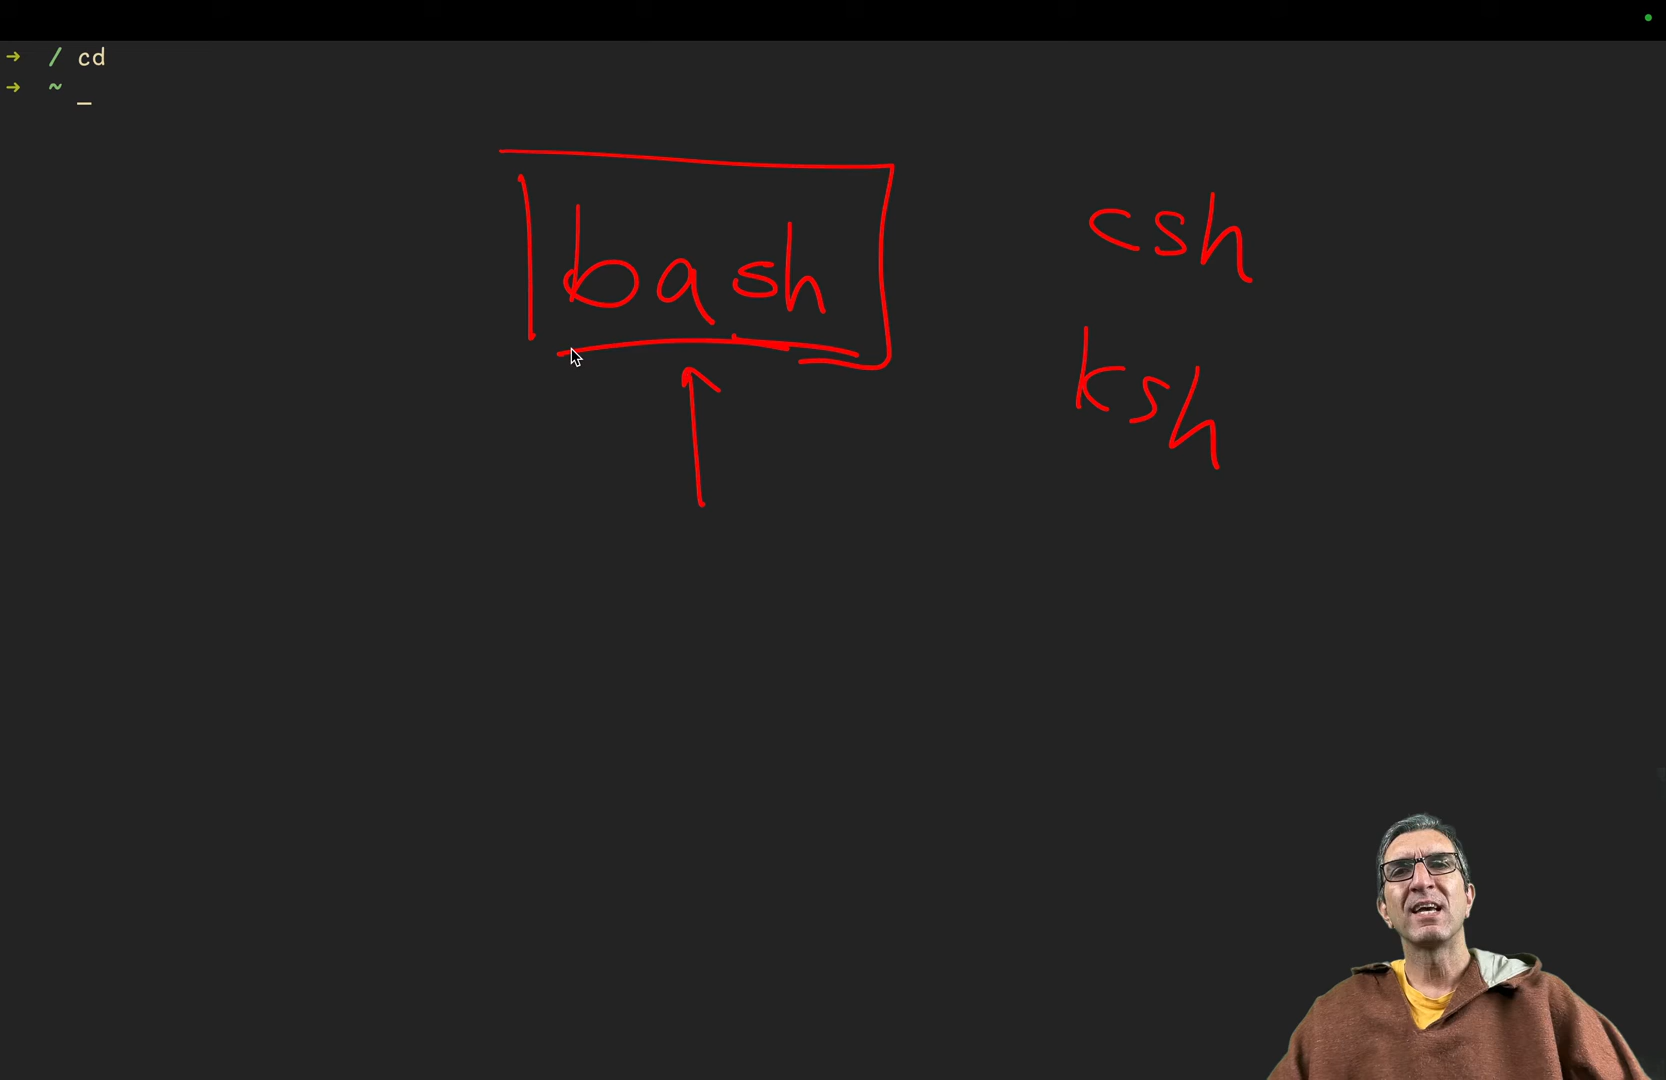 → / cd
→ ~ _
bash
csh
ksh